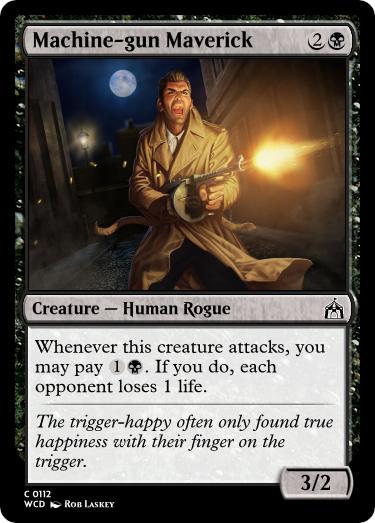 Machine-gun Maverick 2
Creature — Human Rogue
Whenever this creature attacks, you
may pay 1 . If you do, each
opponent loses 1 life.
The trigger-happy often only found true
happiness with their finger on the
trigger.
3/2
C 0112
WCD Rob Laskey